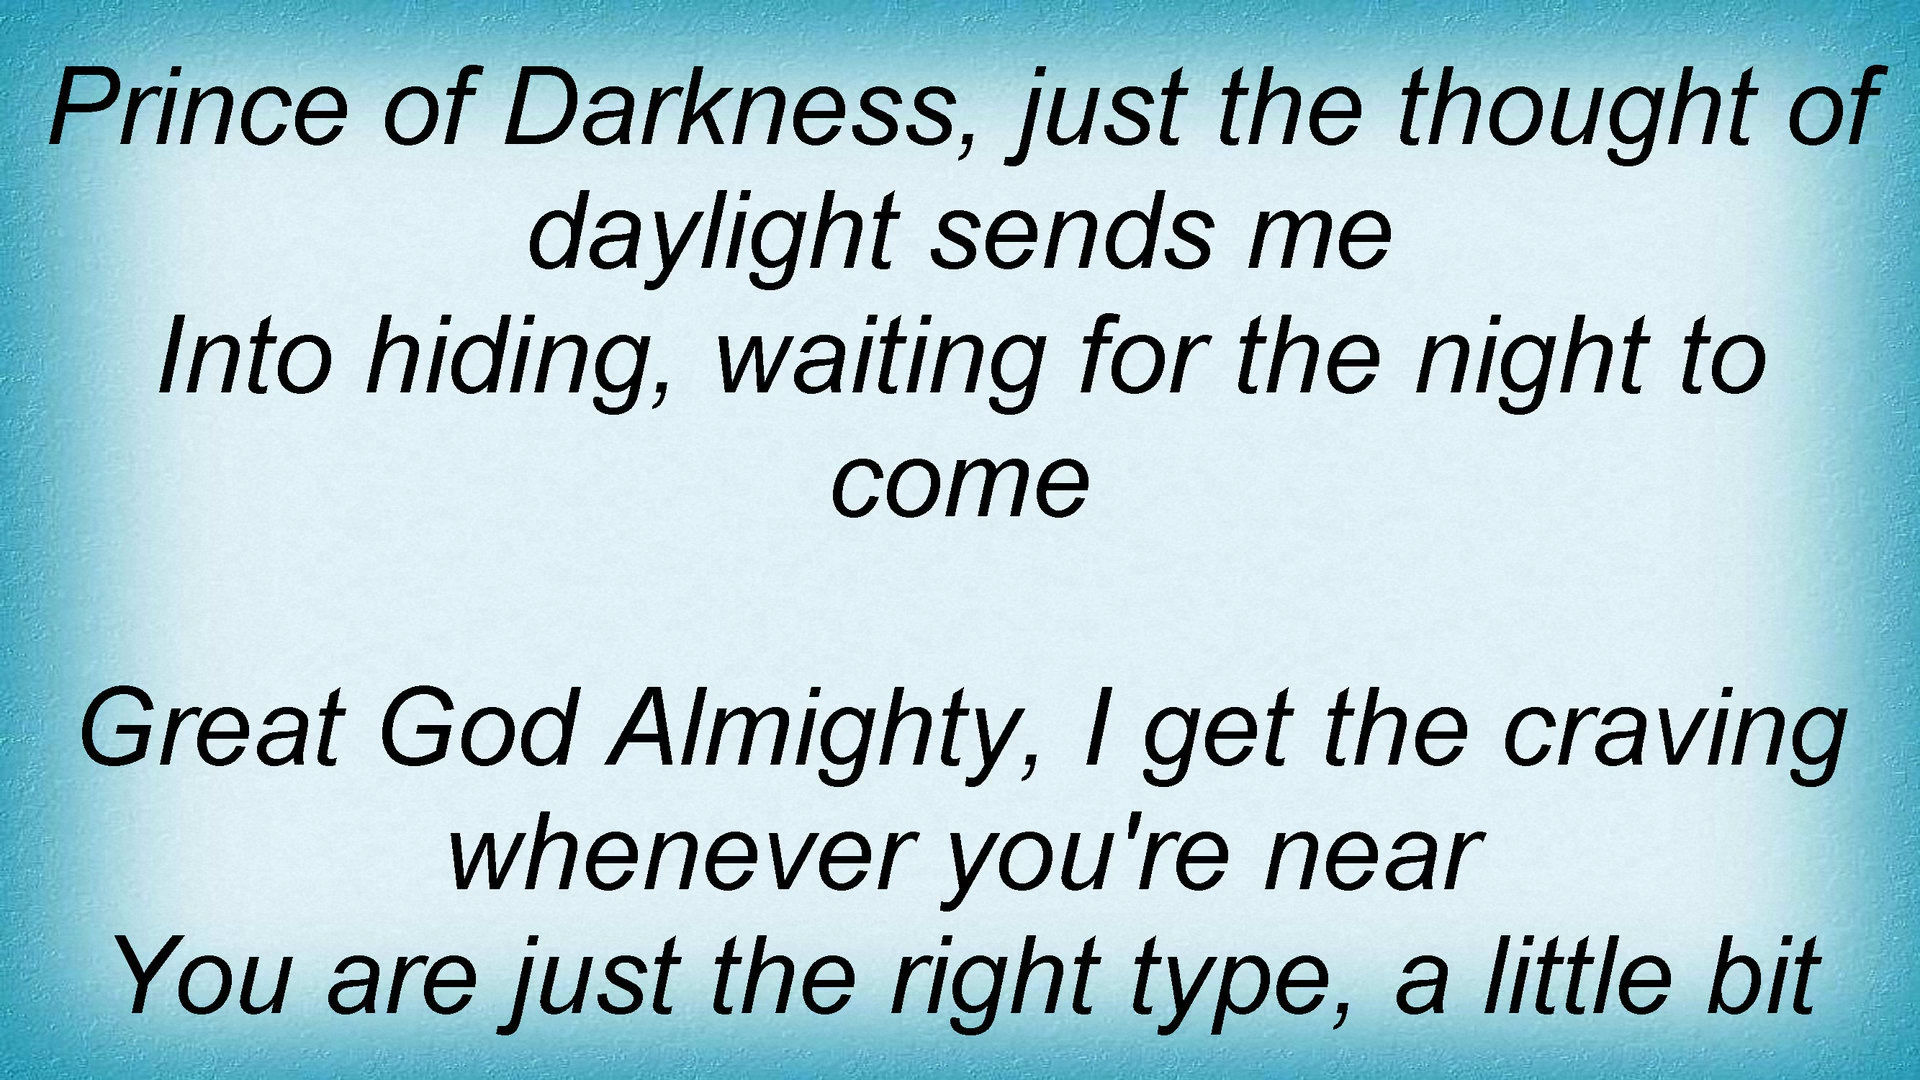 Prince of Darkness, just the thought of
daylight sends me
Into hiding, waiting for the night to
come
Great God Almighty, I get the craving
whenever you're near
You are just the right type, a little bit